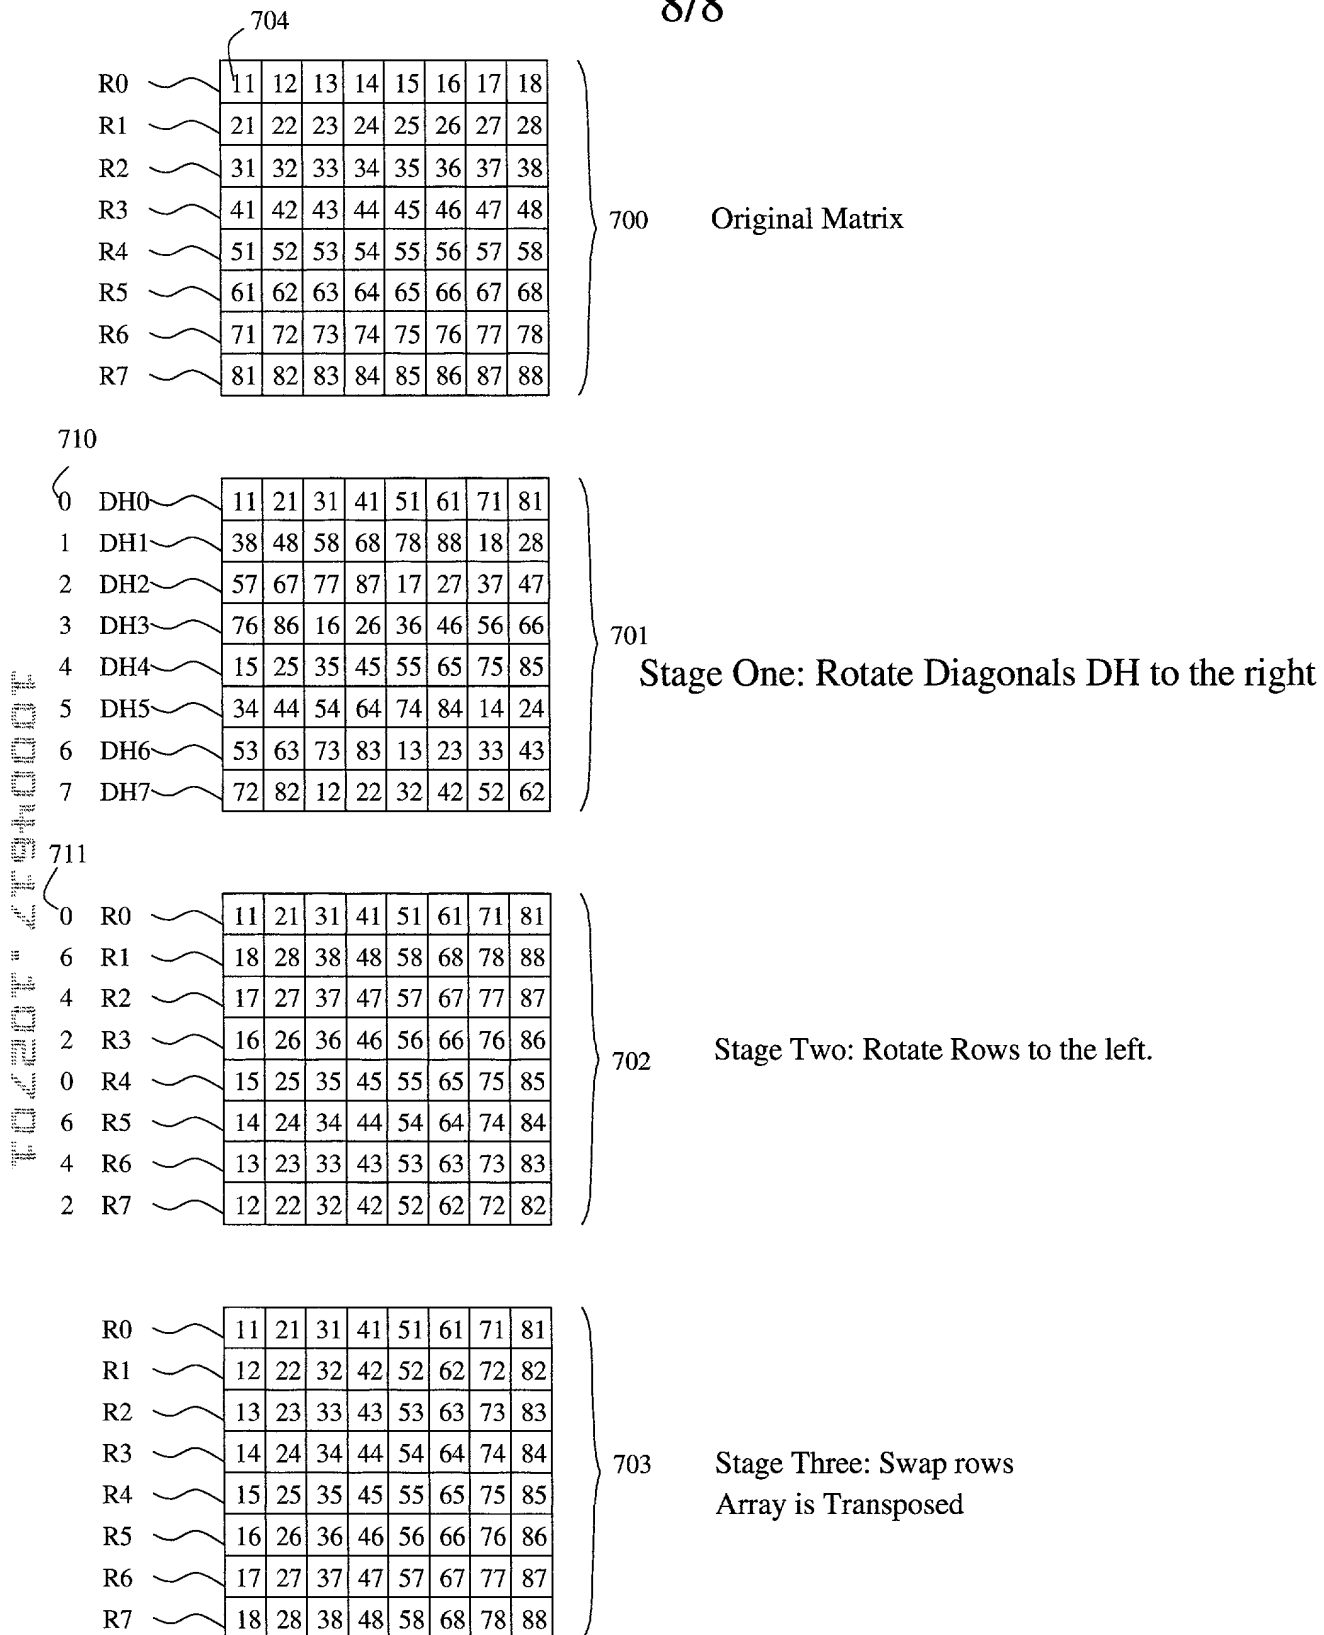 8/8
704
R0 11 12 13 14 15 16 17 18
R1 21 22 23 24 25 26 27 28
R2 31 32 33 34 35 36 37 38
R3 41 42 43 44 45 46 47 48
700 Original Matrix
R4 51 52 53 54 55 56 57 58
R5 61 62 63 64 65 66 67 68
R6 71 72 73 74 75 76 77 78
R7 81 82 83 84 85 86 87 88
710
0 DH0 11 21 31 41 51 61 71 81
1 DH1 38 48 58 68 78 88 18 28
2 DH2 57 67 77 87 17 27 37 47
3 DH3 76 86 16 26 36 46 56 66
701
4 DH4 15 25 35 45 55 65 75 85
Stage One: Rotate Diagonals DH to the right
5 DH5 34 44 54 64 74 84 14 24
6 DH6 53 63 73 83 13 23 33 43
7 DH7 72 82 12 22 32 42 52 62
711
0 R0 11 21 31 41 51 61 71 81
6 R1 18 28 38 48 58 68 78 88
4 R2 17 27 37 47 57 67 77 87
2 R3 16 26 36 46 56 66 76 86
702 Stage Two: Rotate Rows to the left.
0 R4 15 25 35 45 55 65 75 85
6 R5 14 24 34 44 54 64 74 84
4 R6 13 23 33 43 53 63 73 83
2 R7 12 22 32 42 52 62 72 82
R0 11 21 31 41 51 61 71 81
R1 12 22 32 42 52 62 72 82
R2 13 23 33 43 53 63 73 83
R3 14 24 34 44 54 64 74 84
703 Stage Three: Swap rows
R4 15 25 35 45 55 65 75 85
Array is Transposed
R5 16 26 36 46 56 66 76 86
R6 17 27 37 47 57 67 77 87
R7 18 28 38 48 58 68 78 88
10004617.102701